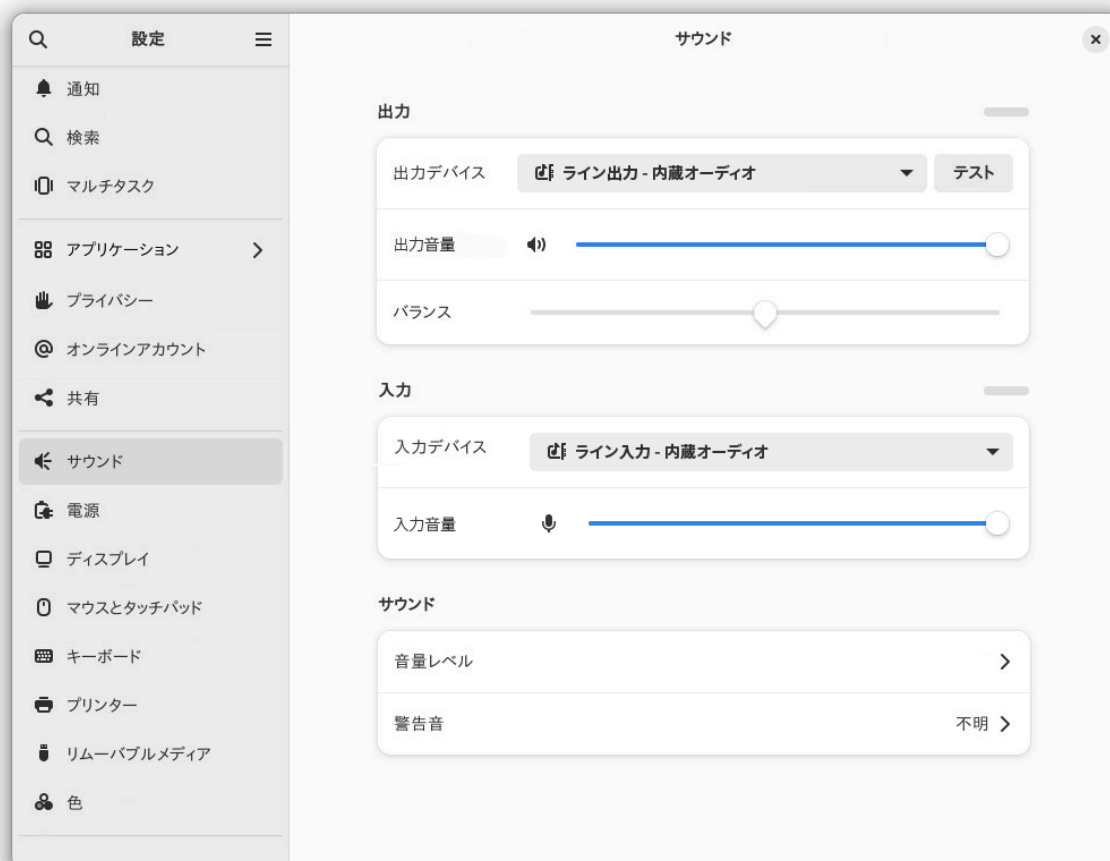 設定
通知
検索
マルチタスク
アプリケーション
プライバシー
オンラインアカウント
共有
サウンド
電源
ディスプレイ
マウスとタッチパッド
キーボード
プリンター
リムーバブルメディア
色
サウンド
出力
出力デバイス
ライン出力 - 内蔵オーディオ
テスト
出力音量
バランス
入力
入力デバイス
ライン入力 - 内蔵オーディオ
入力音量
サウンド
音量レベル
警告音 不明